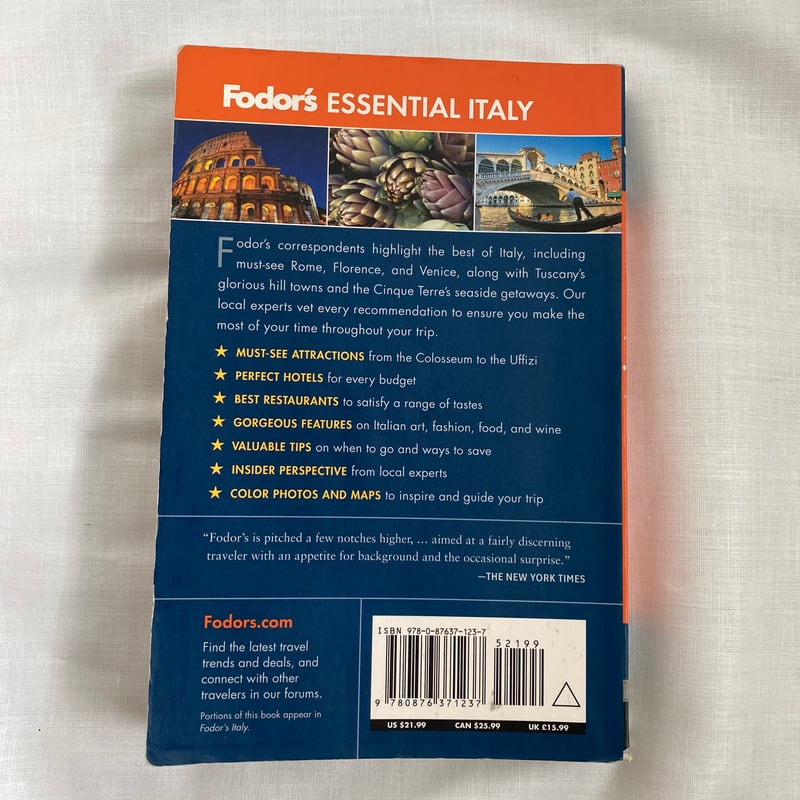 Fodor's ESSENTIAL ITALY
Fodor's correspondents highlight the best of Italy, including
must-see Rome, Florence, and Venice, along with Tuscany's
glorious hill towns and the Cinque Terre's seaside getaways. Our
local experts vet every recommendation to ensure you make the
most of your time throughout your trip.
★ MUST-SEE ATTRACTIONS from the Colosseum to the Uffizi
★ PERFECT HOTELS for every budget
★ BEST RESTAURANTS to satisfy a range of tastes
★ GORGEOUS FEATURES on Italian art, fashion, food, and wine
★ VALUABLE TIPS on when to go and ways to save
★ INSIDER PERSPECTIVE from local experts
★ COLOR PHOTOS AND MAPS to inspire and guide your trip
“Fodor's is pitched a few notches higher, ... aimed at a fairly discerning
traveler with an appetite for background and the occasional surprise.”
—THE NEW YORK TIMES
Fodors.com
Find the latest travel
trends and deals, and
connect with other
travelers in our forums.
Portions of this book appear in
Fodor's Italy.
ISBN 978-0-87637-123-7
52199
9 780876 371237
US $21.99 CAN $25.99 UK £15.99